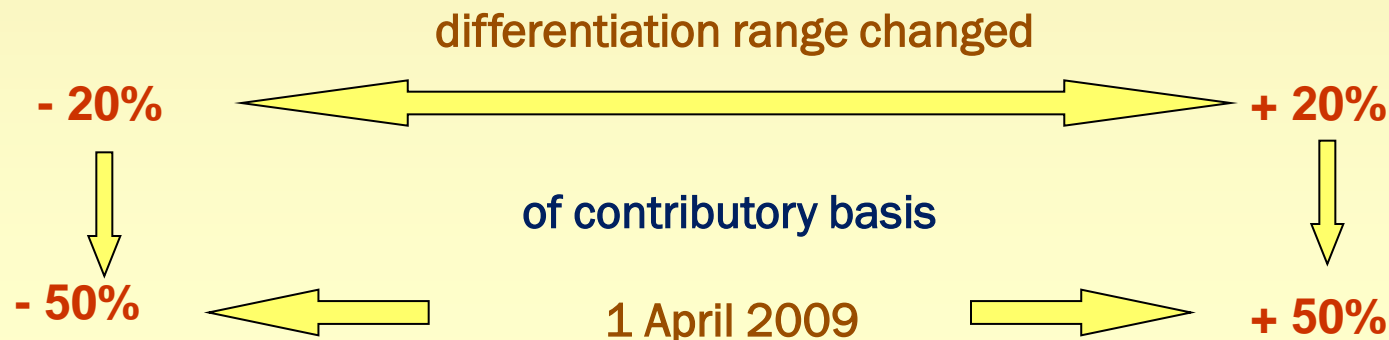 differentiation range changed
- 20% + 20%
of contributory basis
- 50% 1 April 2009 + 50%